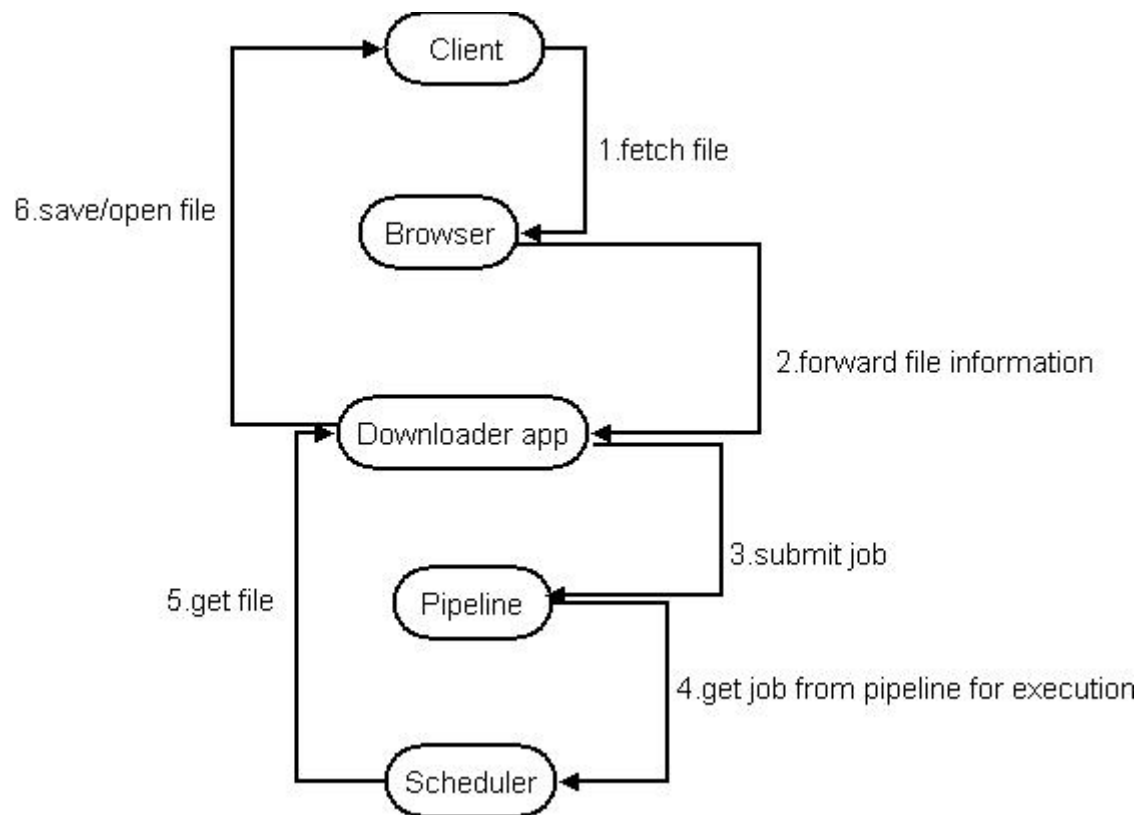 Client
1.fetch file
6.save/open file
Browser
2.forward file information
Downloader app
3.submit job
5.get file
Pipeline
4.get job from pipeline for execution
Scheduler